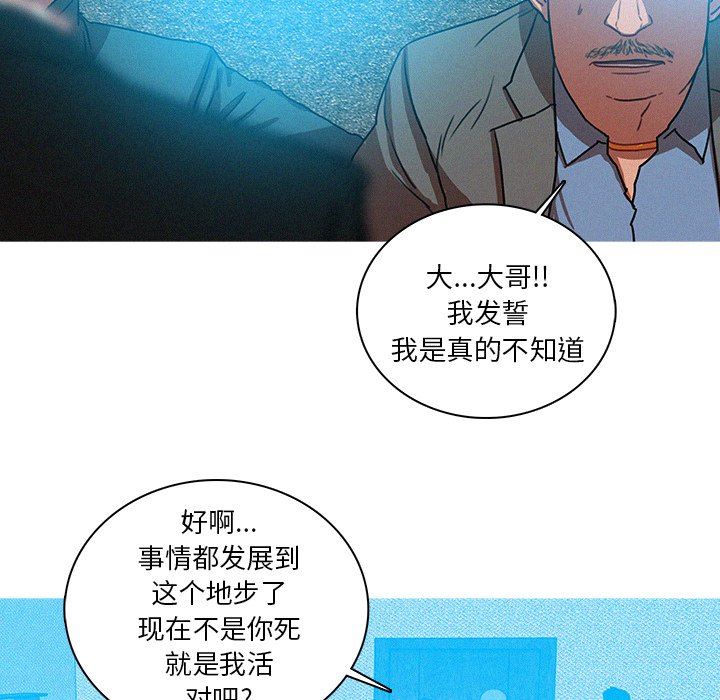 大...大哥!!
我发誓
我是真的不知道
好啊...
事情都发展到
这个地步了
现在不是你死
就是我活
对吧?